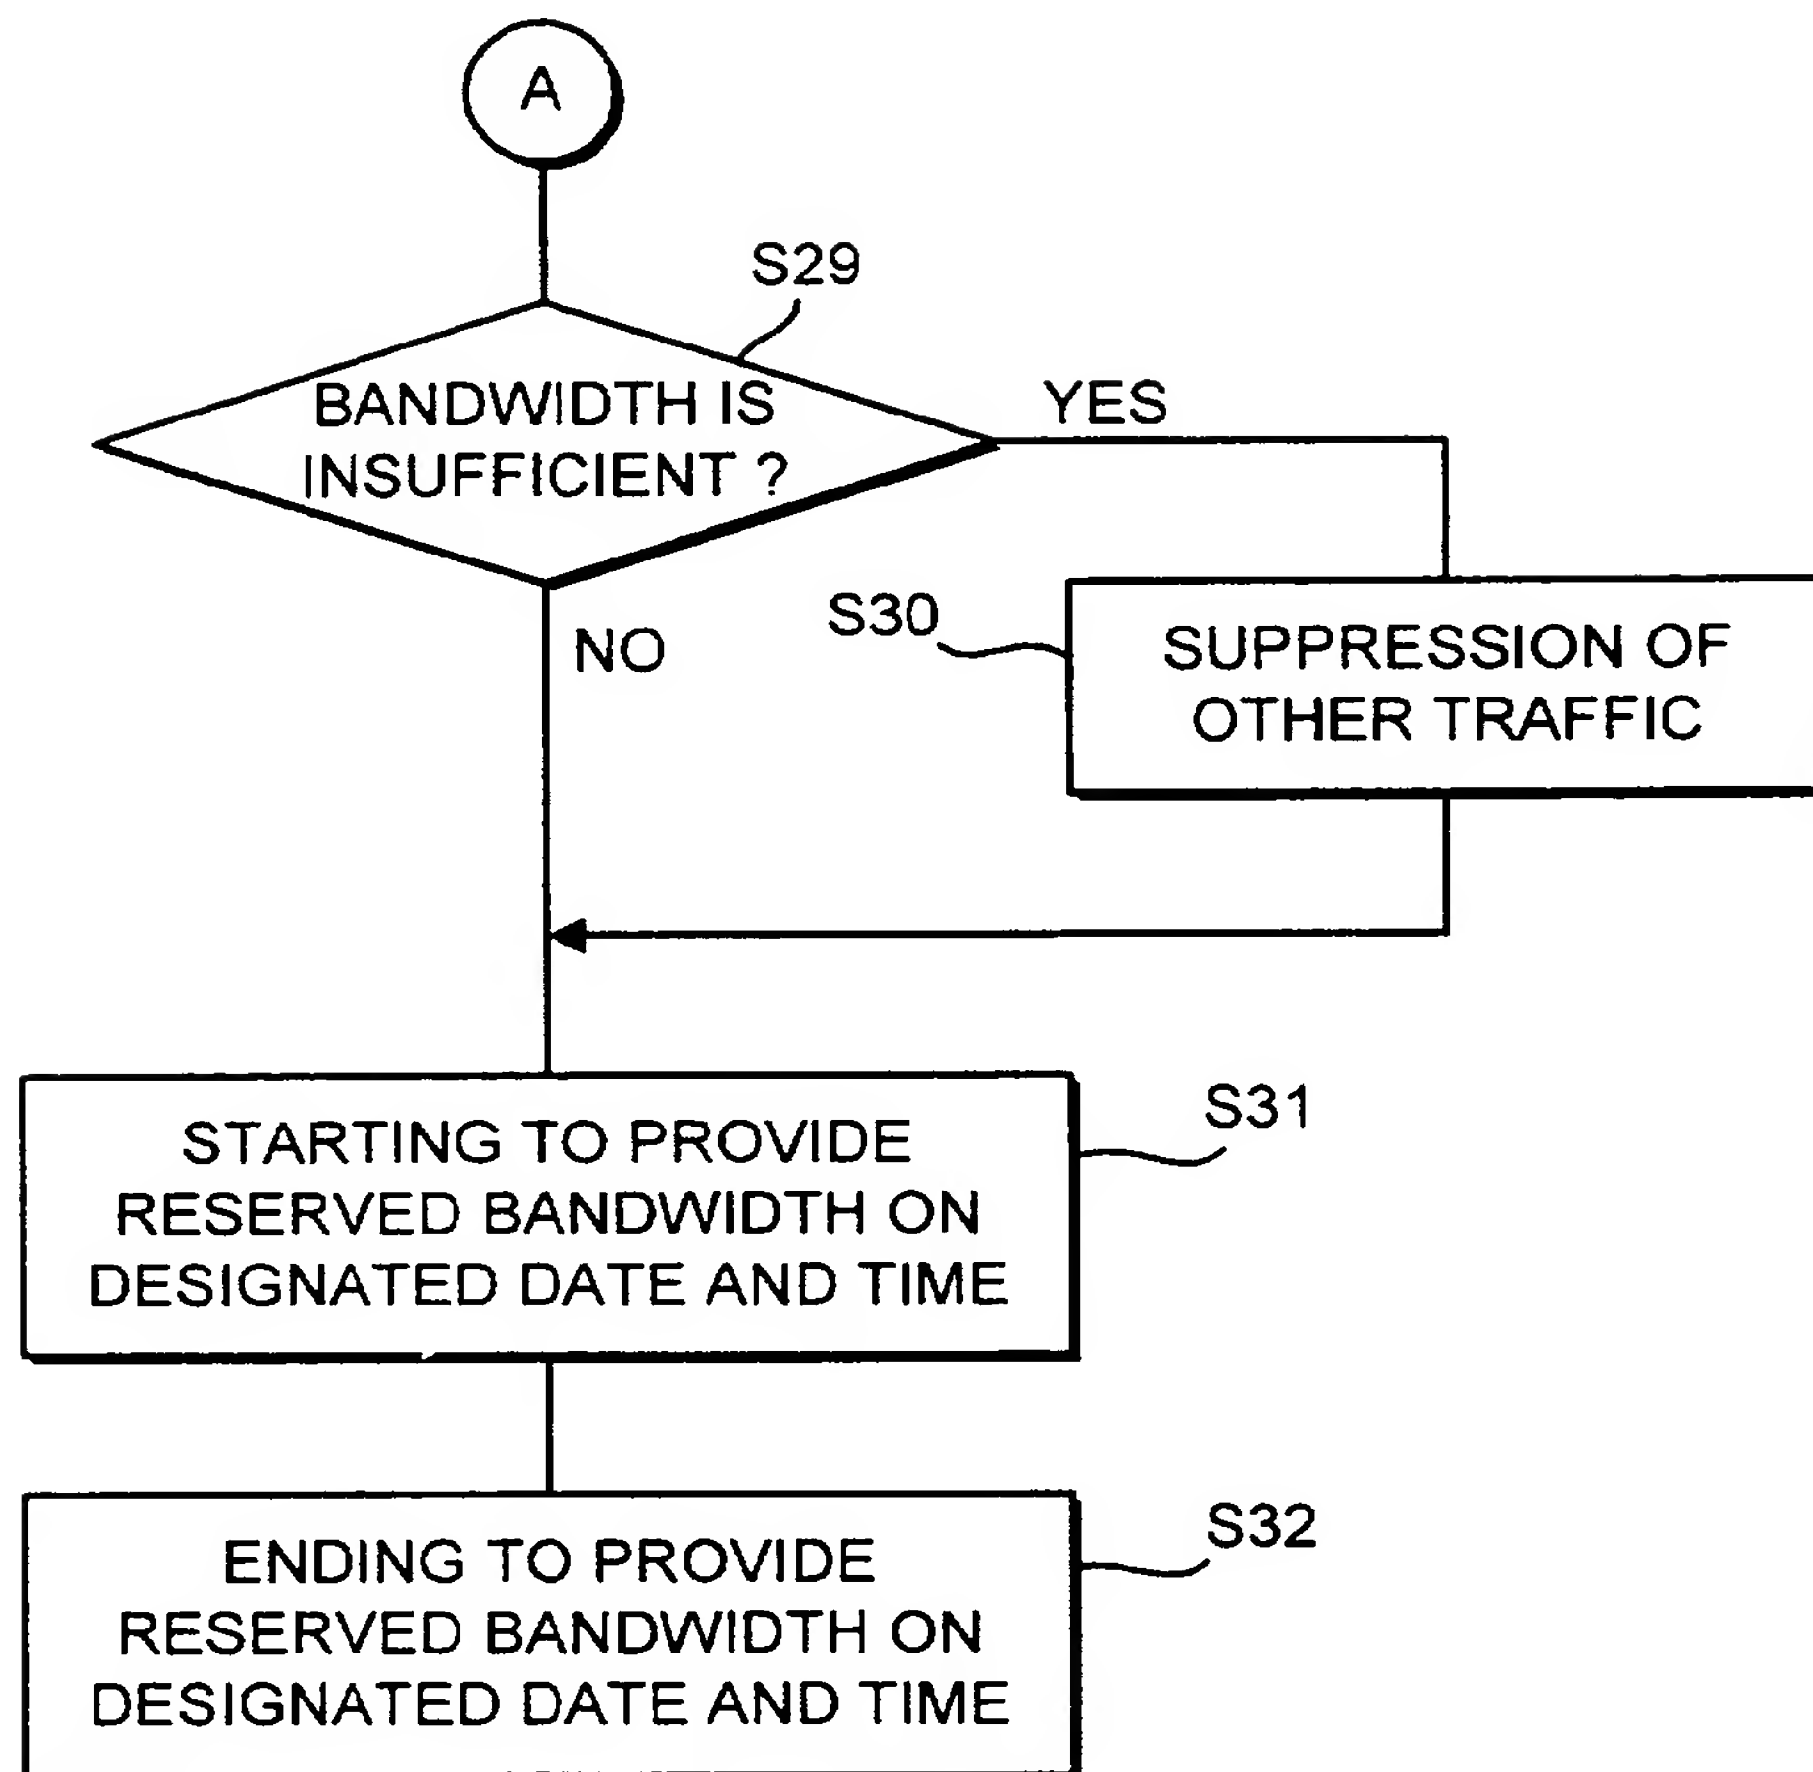 A
S29
BANDWIDTH IS
INSUFFICIENT ?
YES
NO
S30
SUPPRESSION OF
OTHER TRAFFIC
S31
STARTING TO PROVIDE
RESERVED BANDWIDTH ON
DESIGNATED DATE AND TIME
S32
ENDING TO PROVIDE
RESERVED BANDWIDTH ON
DESIGNATED DATE AND TIME